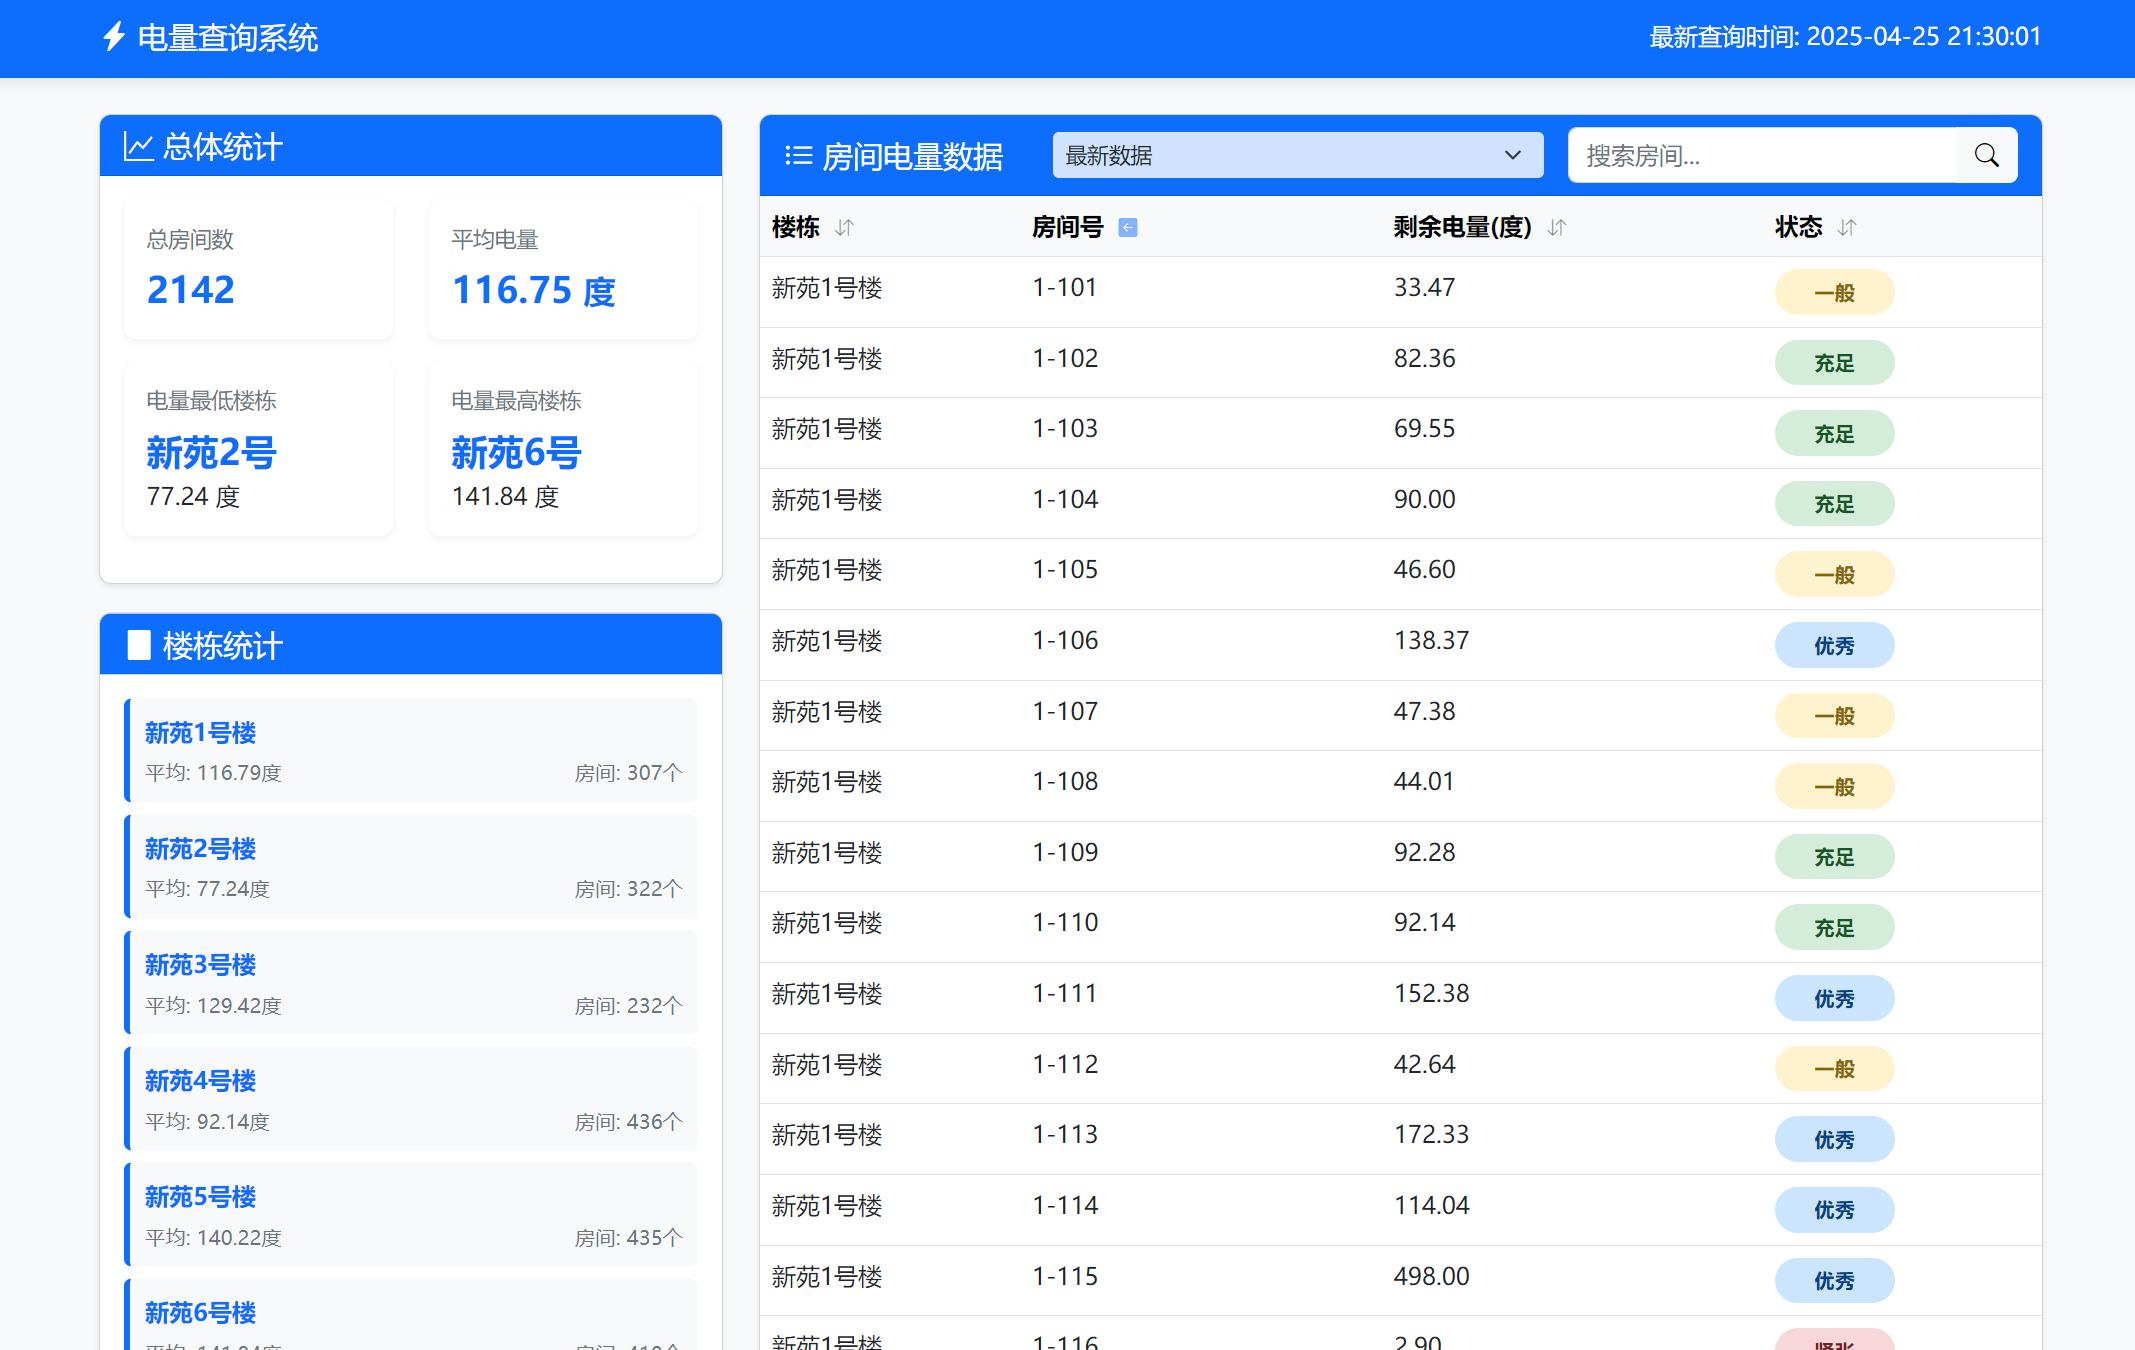 电量查询系统
最新查询时间: 2025-04-25 21:30:01
总体统计
总房间数
2142
平均电量
116.75 度
电量最低楼栋
新苑2号
77.24 度
电量最高楼栋
新苑6号
141.84 度
楼栋统计
新苑1号楼
平均: 116.79度 房间: 307个
新苑2号楼
平均: 77.24度 房间: 322个
新苑3号楼
平均: 129.42度 房间: 232个
新苑4号楼
平均: 92.14度 房间: 436个
新苑5号楼
平均: 140.22度 房间: 435个
新苑6号楼
房间电量数据 最新数据 搜索房间...
楼栋 房间号 剩余电量(度) 状态
新苑1号楼 1-101 33.47 一般
新苑1号楼 1-102 82.36 充足
新苑1号楼 1-103 69.55 充足
新苑1号楼 1-104 90.00 充足
新苑1号楼 1-105 46.60 一般
新苑1号楼 1-106 138.37 优秀
新苑1号楼 1-107 47.38 一般
新苑1号楼 1-108 44.01 一般
新苑1号楼 1-109 92.28 充足
新苑1号楼 1-110 92.14 充足
新苑1号楼 1-111 152.38 优秀
新苑1号楼 1-112 42.64 一般
新苑1号楼 1-113 172.33 优秀
新苑1号楼 1-114 114.04 优秀
新苑1号楼 1-115 498.00 优秀
新苑1号楼 1-116 2.90 紧张